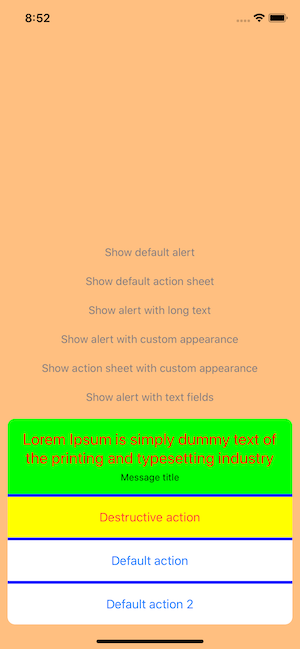 8:52
Show default alert
Show default action sheet
Show alert with long text
Show alert with custom appearance
Show action sheet with custom appearance
Show alert with text fields
Lorem Ipsum is simply dummy text of
the printing and typesetting industry
Message title
Destructive action
Default action
Default action 2